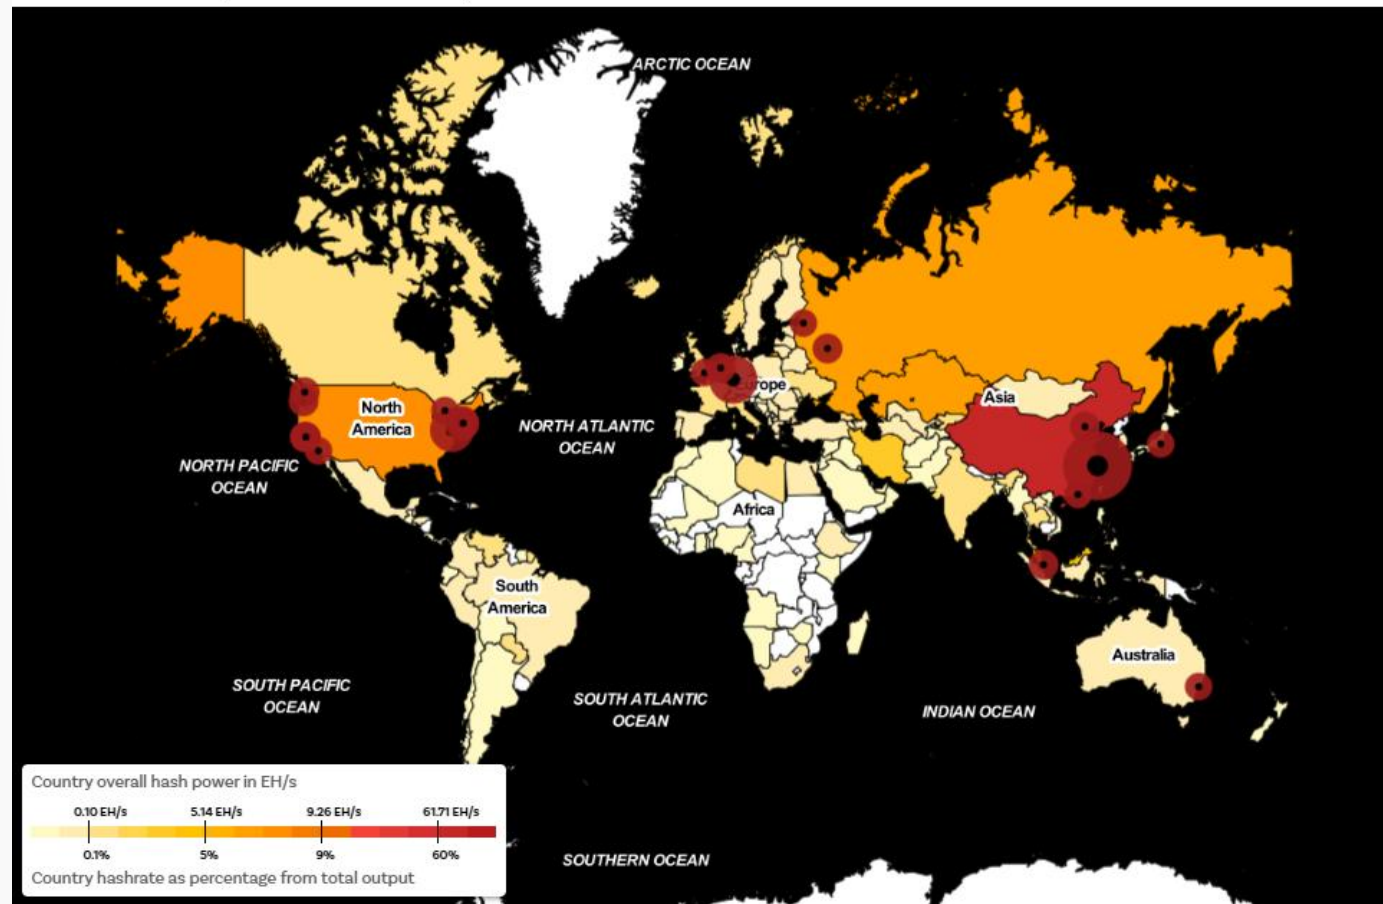 ARCTIC OCEAN
Europe
Asia
North
America
NORTH ATLANTIC
OCEAN
NORTH PACIFIC
OCEAN
Africa
South
America
Australia
SOUTH PACIFIC
OCEAN
SOUTH ATLANTIC
OCEAN
INDIAN OCEAN
Country overall hash power in EH/s
0.10 EH/s 5.14 EH/s 9.26 EH/s 61.71 EH/s
0.1% 5% 9% 60%
Country hashrate as percentage from total output
SOUTHERN OCEAN